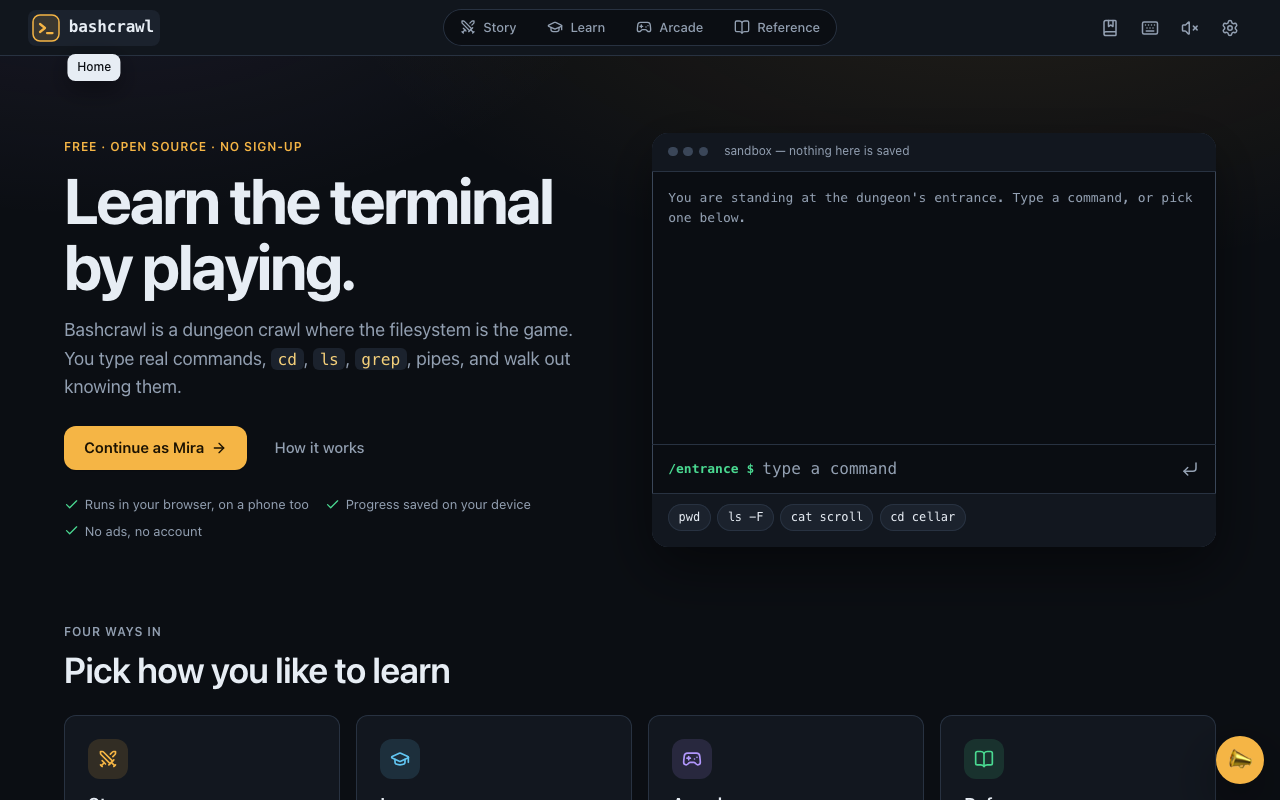 bashcrawl
Story
Learn
Arcade
Reference
Home
FREE · OPEN SOURCE · NO SIGN-UP
Learn the terminal
by playing.
Bashcrawl is a dungeon crawl where the filesystem is the game.
You type real commands, cd, ls, grep, pipes, and walk out
knowing them.
Continue as Mira →
How it works
Runs in your browser, on a phone too
Progress saved on your device
No ads, no account
sandbox — nothing here is saved
You are standing at the dungeon's entrance. Type a command, or pick
one below.
/entrance $ type a command
pwd
ls -F
cat scroll
cd cellar
FOUR WAYS IN
Pick how you like to learn